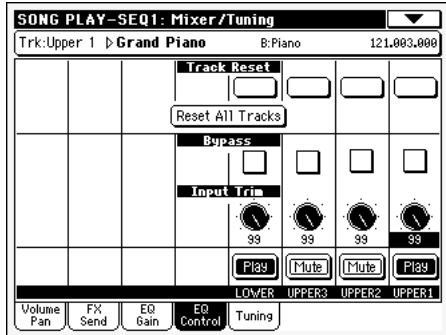 SONG PLAY-SEQ1: Mixer/Tuning
Trk:Upper 1 ▷Grand Piano B:Piano 121.003.000
Track Reset
Reset All Tracks
Bypass
Input Trim
99 99 99 99
Play Mute Mute Play
LOWER UPPER3 UPPER2 UPPER1
Volume Pan FX Send EQ Gain EQ Control Tuning